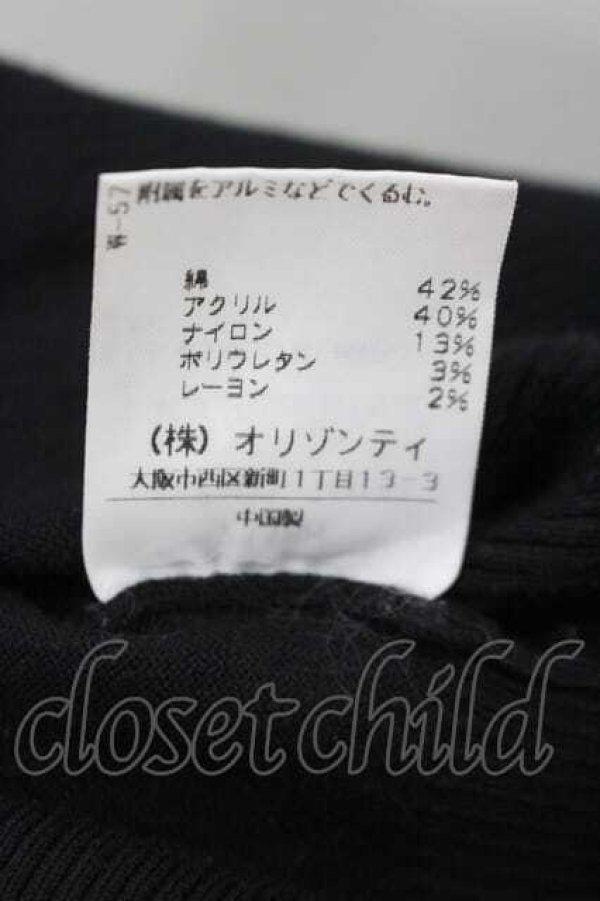 W-57
附属をアルミなどでくるむ。
綿 42%
アクリル 40%
ナイロン 13%
ポリウレタン 3%
レーヨン 2%
(株) オリゾンティ
大阪市西区新町1丁目13-3
中国製
closetchild